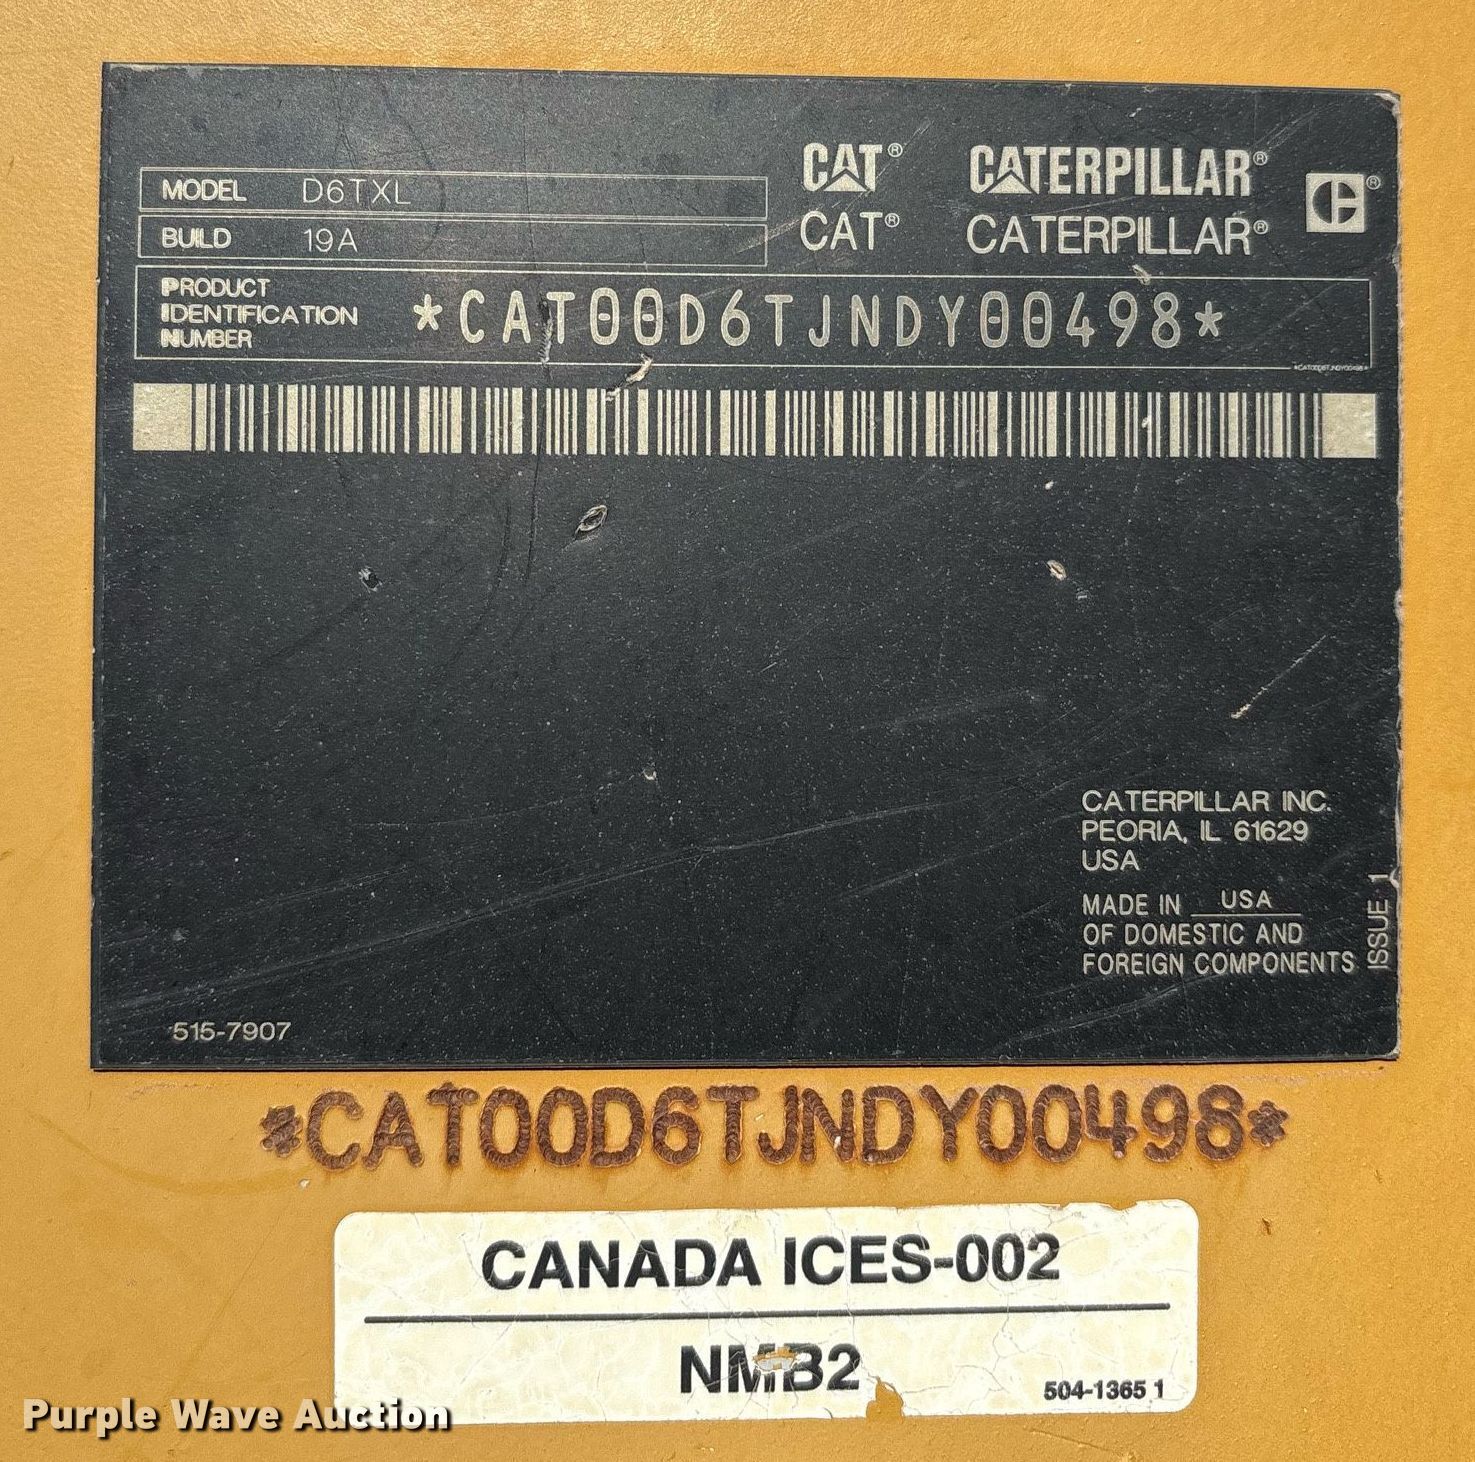 CAT® CATERPILLAR®
CAT® CATERPILLAR®
MODEL D6TXL
BUILD 19A
PRODUCT
IDENTIFICATION
NUMBER
*CAT00D6TJNDY00498*
*CAT00D6TJNDY00498*
CATERPILLAR INC.
PEORIA, IL 61629
USA
MADE IN USA
OF DOMESTIC AND
FOREIGN COMPONENTS
ISSUE 1
515-7907
*CAT00D6TJNDY00498*
CANADA ICES-002
NMB2
504-1365 1
Purple Wave Auction